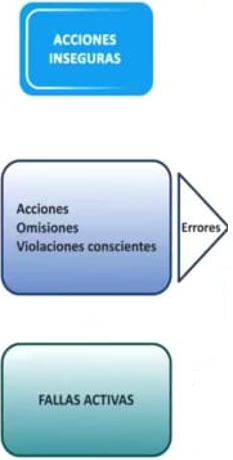 ACCIONES
INSEGURAS
Acciones
Omisiones
Violaciones conscientes
Errores
FALLAS ACTIVAS